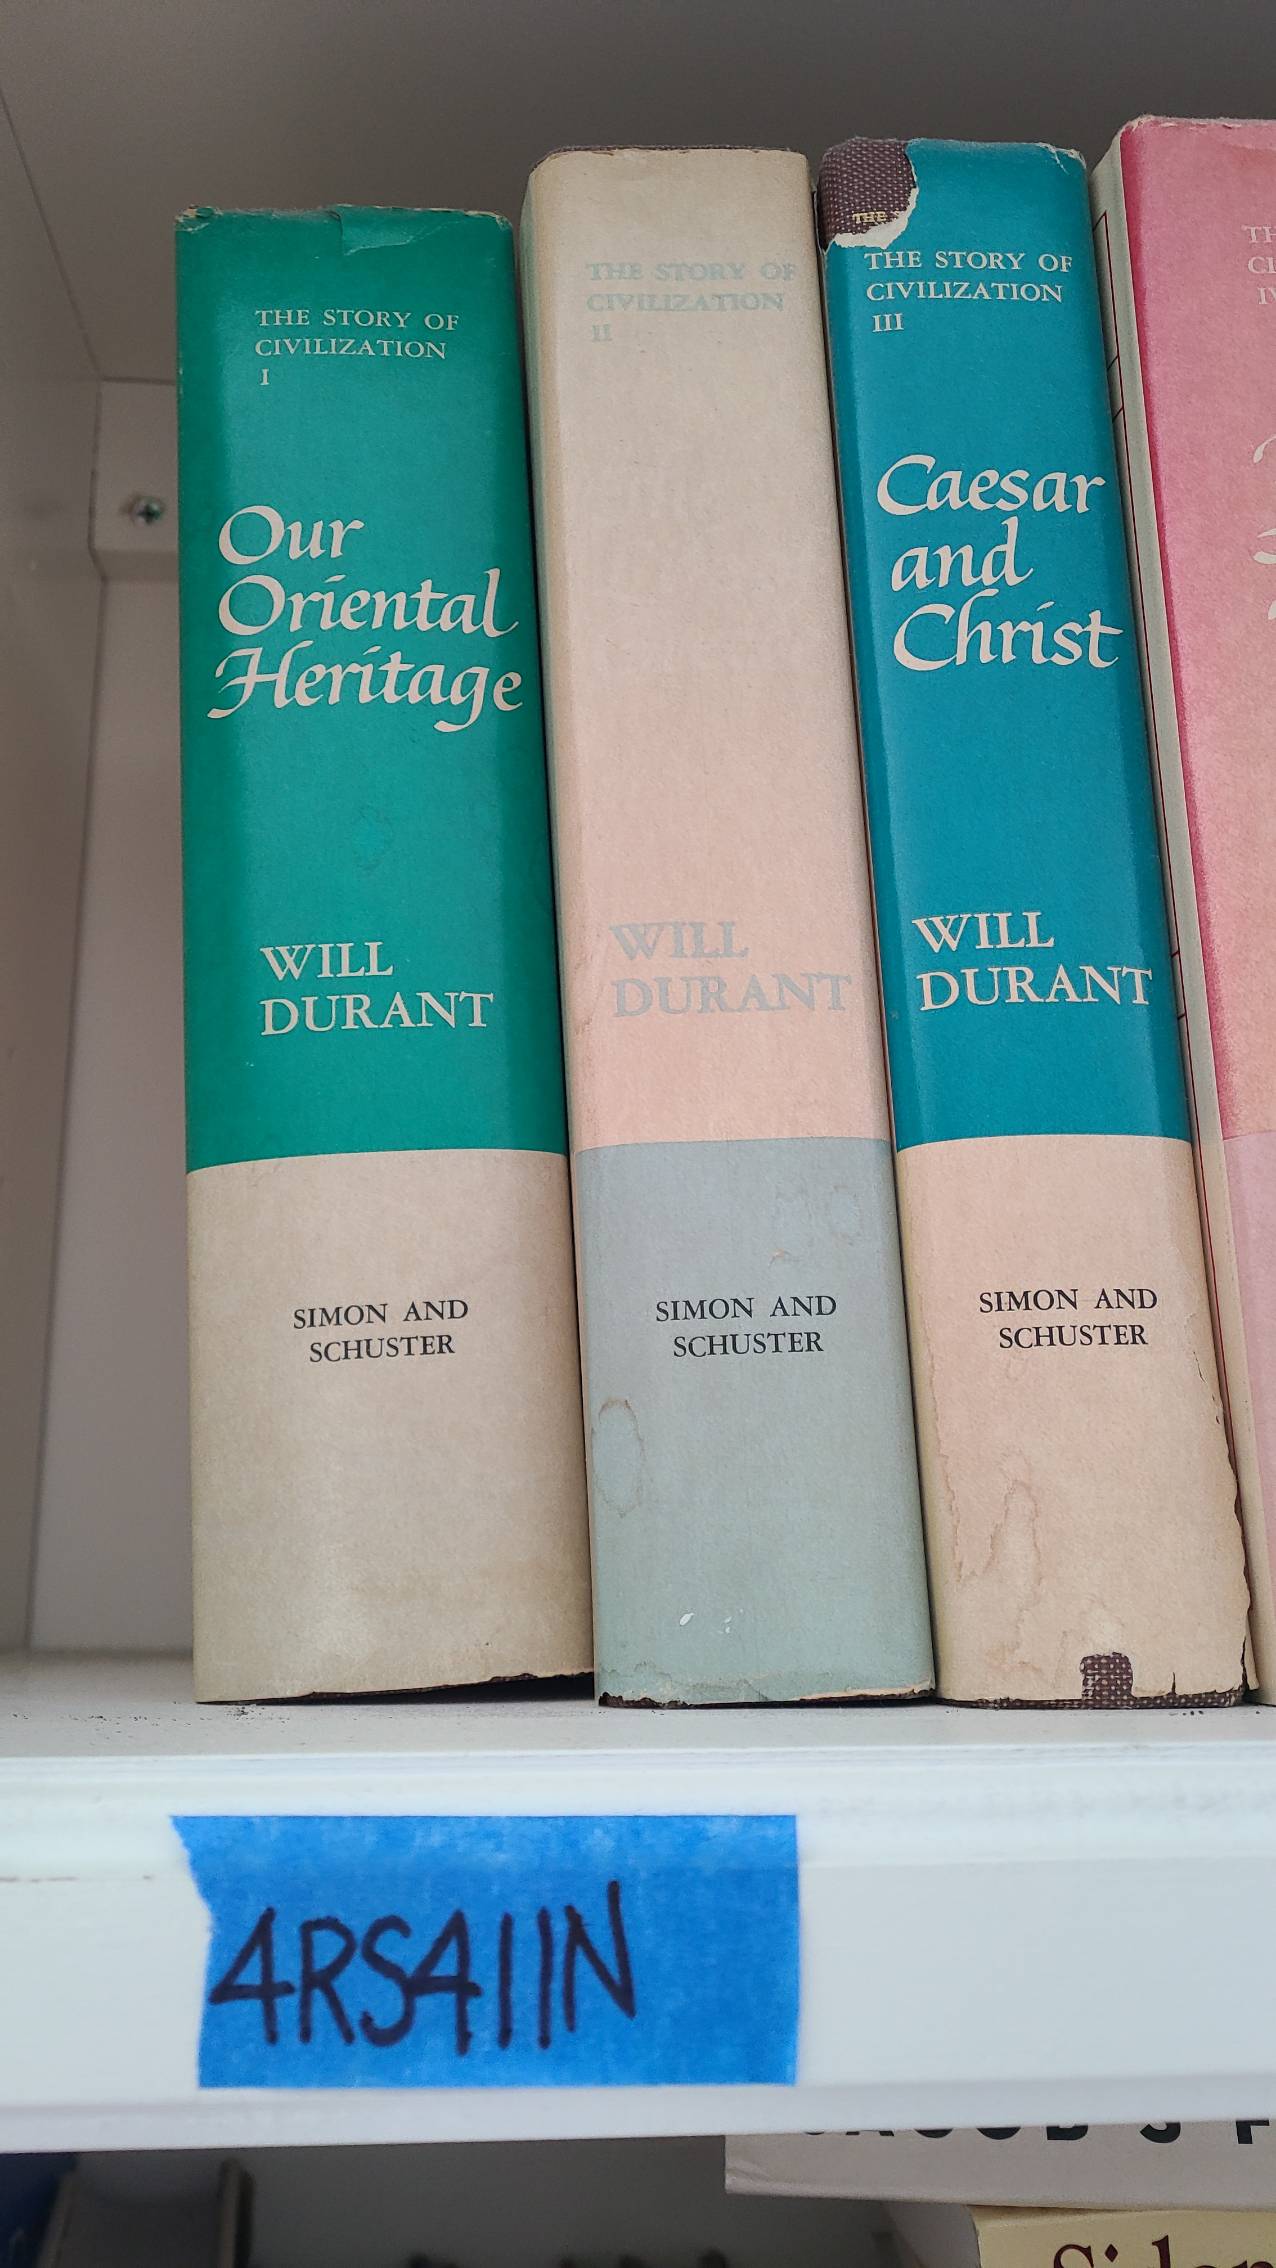 THE STORY OF
CIVILIZATION
I
Our
Oriental
Heritage
WILL
DURANT
SIMON AND
SCHUSTER
THE STORY OF
CIVILIZATION
II
WILL
DURANT
SIMON AND
SCHUSTER
THE
THE STORY OF
CIVILIZATION
III
Caesar
and
Christ
WILL
DURANT
SIMON AND
SCHUSTER
4RS411N